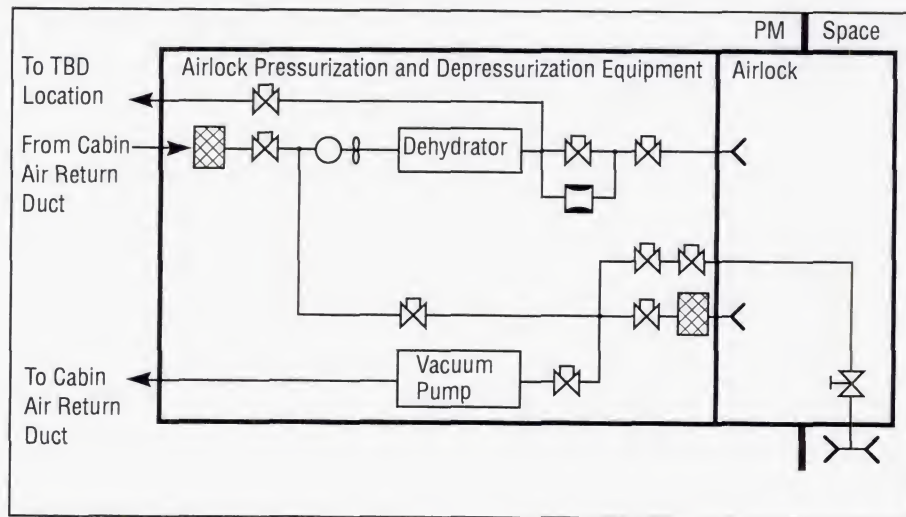 PM Space
Airlock Pressurization and Depressurization Equipment
Airlock
To TBD
Location
From Cabin
Air Return
Duct
Dehydrator
Vacuum
Pump
To Cabin
Air Return
Duct